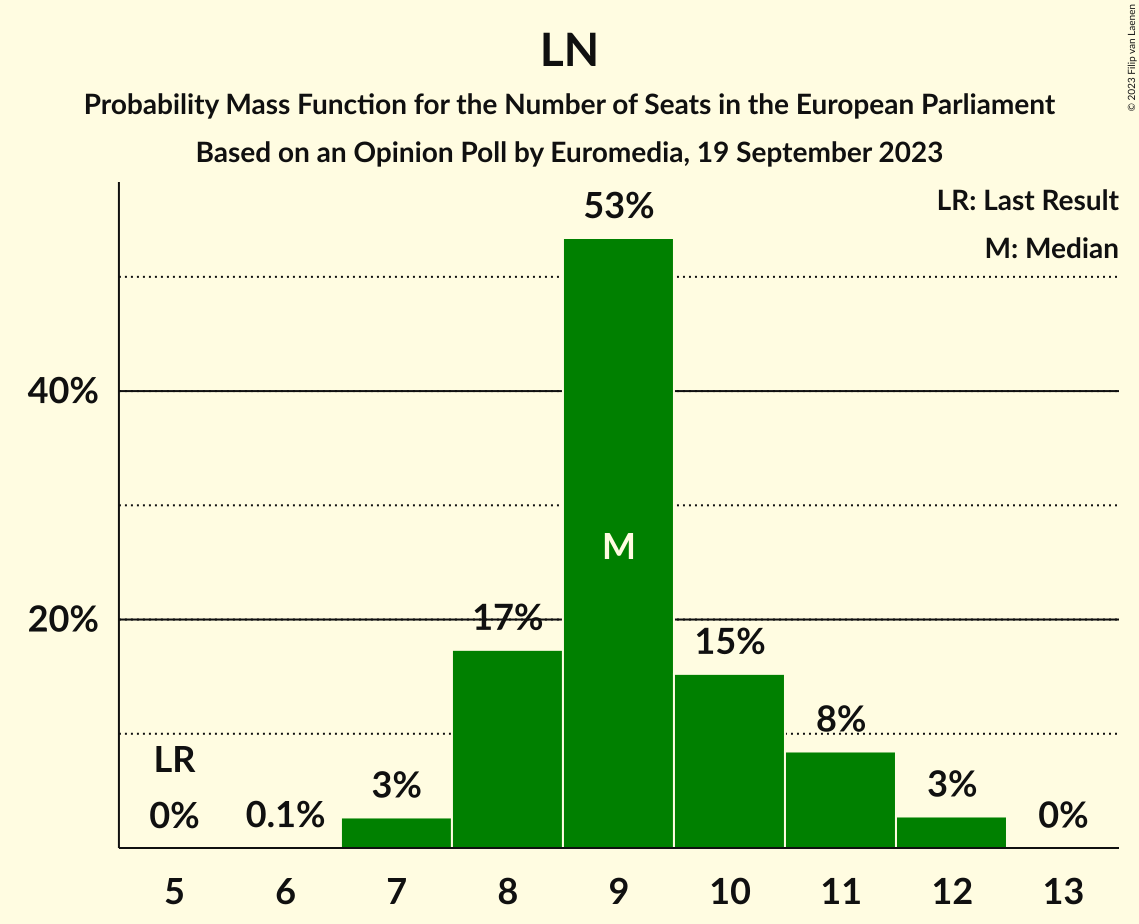 LN
Probability Mass Function for the Number of Seats in the European Parliament
Based on an Opinion Poll by Euromedia, 19 September 2023
© 2023 Filip van Laenen
LR: Last Result
M: Median
53%
40%
M
20%
17%
15%
8%
LR
3%
3%
0%
0.1%
0%
5 6 7 8 9 10 11 12 13